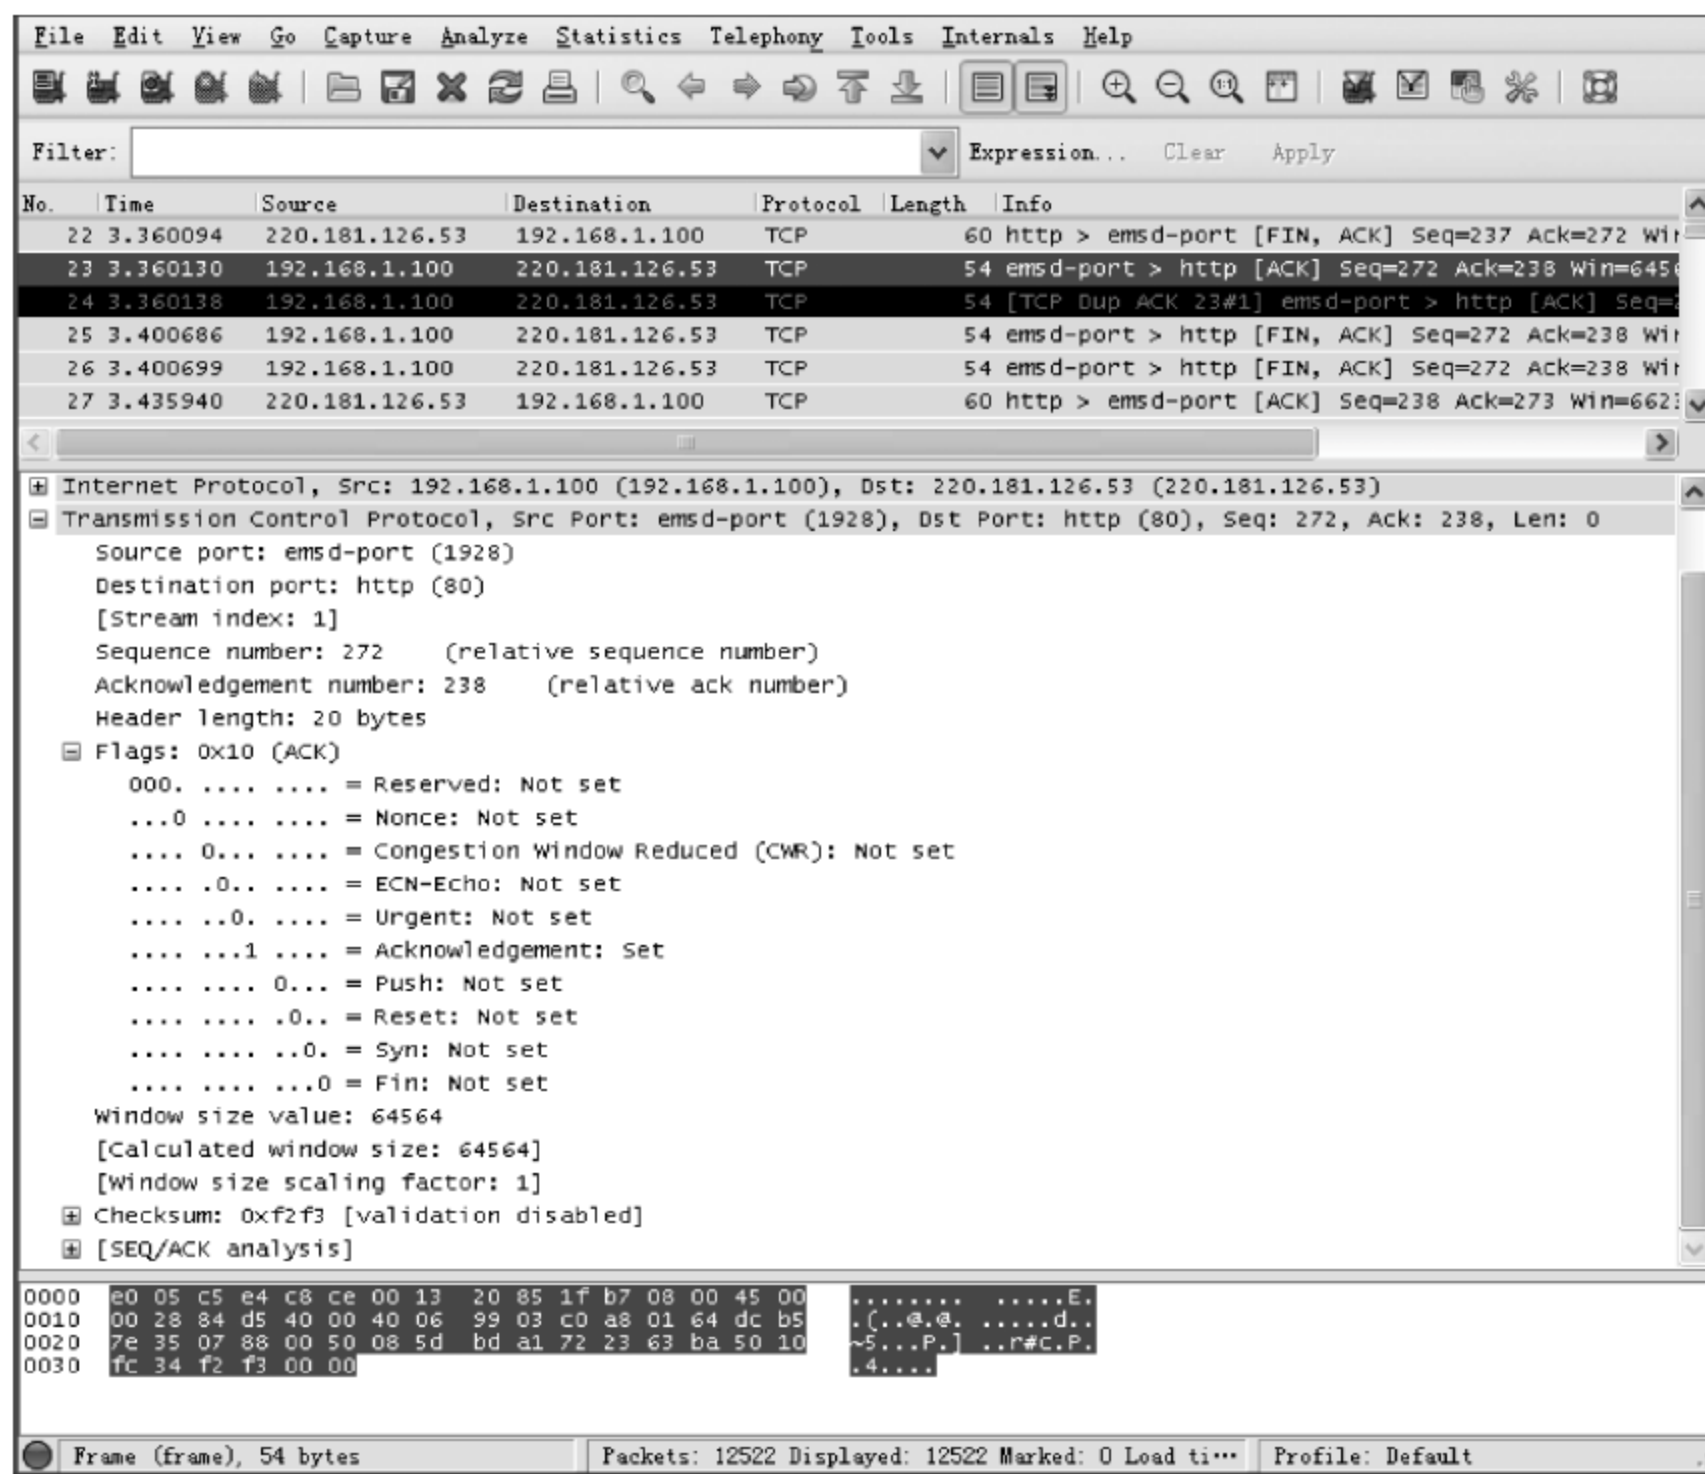 File Edit View Go Capture Analyze Statistics Telephony Tools Internals Help
Filter: Expression... Clear Apply
No. Time Source Destination Protocol Length Info
22 3.360094 220.181.126.53 192.168.1.100 TCP 60 http > emsd-port [FIN, ACK] Seq=237 Ack=272
23 3.360130 192.168.1.100 220.181.126.53 TCP 54 emsd-port > http [ACK] Seq=272 Ack=238 Win=6456
24 3.360138 192.168.1.100 220.181.126.53 TCP 54 [TCP Dup ACK 23#1] emsd-port > http [ACK] Seq=2
25 3.400686 192.168.1.100 220.181.126.53 TCP 54 emsd-port > http [FIN, ACK] Seq=272 Ack=238
26 3.400699 192.168.1.100 220.181.126.53 TCP 54 emsd-port > http [FIN, ACK] Seq=272 Ack=238
27 3.435940 220.181.126.53 192.168.1.100 TCP 60 http > emsd-port [ACK] Seq=238 Ack=273 Win=662
Internet Protocol, Src: 192.168.1.100 (192.168.1.100), Dst: 220.181.126.53 (220.181.126.53)
Transmission Control Protocol, Src Port: emsd-port (1928), Dst Port: http (80), Seq: 272, Ack: 238, Len: 0
Source port: emsd-port (1928)
Destination port: http (80)
[Stream index: 1]
Sequence number: 272 (relative sequence number)
Acknowledgement number: 238 (relative ack number)
Header length: 20 bytes
Flags: 0x10 (ACK)
000. .... .... = Reserved: Not set
...0 .... .... = Nonce: Not set
.... 0... .... = Congestion Window Reduced (CWR): Not set
.... .0.. .... = ECN-Echo: Not set
.... ..0. .... = Urgent: Not set
.... ...1 .... = Acknowledgement: Set
.... .... 0... = Push: Not set
.... .... .0.. = Reset: Not set
.... .... ..0. = Syn: Not set
.... .... ...0 = Fin: Not set
Window size value: 64564
[Calculated window size: 64564]
[Window size scaling factor: 1]
Checksum: 0xf2f3 [validation disabled]
[SEQ/ACK analysis]
0000 e0 05 c5 e4 c8 ce 00 13 20 85 1f b7 08 00 45 00 ........ .....E.
0010 00 28 84 d5 40 00 40 06 99 03 c0 a8 01 64 dc b5 .(..@.@. .....d..
0020 7e 35 07 88 00 50 08 5d bd a1 72 23 63 ba 50 10 ~5...P.] ..r#c.P.
0030 fc 34 f2 f3 00 00 .4....
Frame (frame), 54 bytes Packets: 12522 Displayed: 12522 Marked: 0 Load ti··· Profile: Default